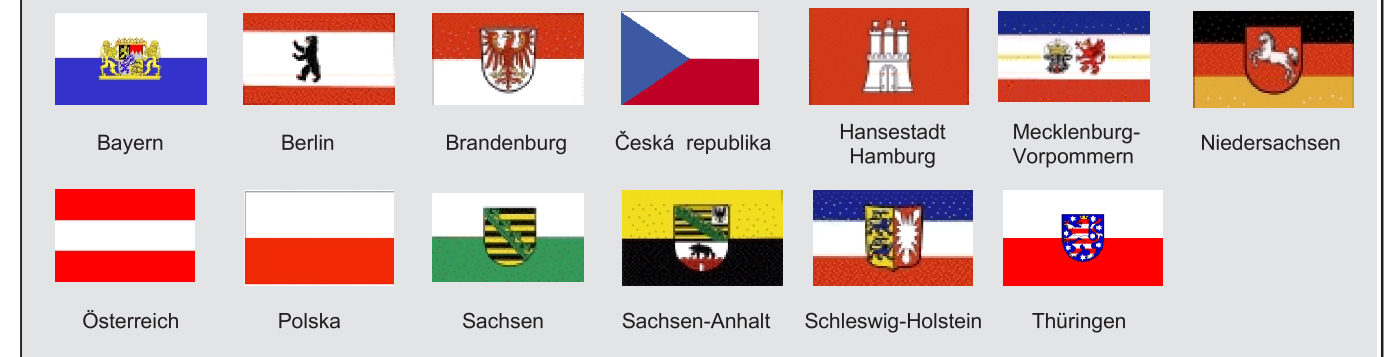 Bayern
Berlin
Brandenburg
Česká republika
Hansestadt
Hamburg
Mecklenburg-
Vorpommern
Niedersachsen
Österreich
Polska
Sachsen
Sachsen-Anhalt
Schleswig-Holstein
Thüringen